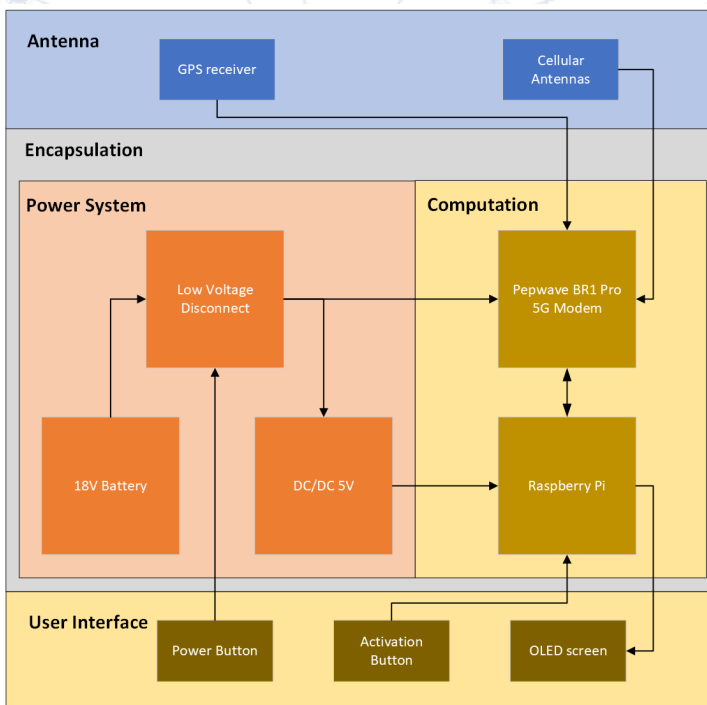 Antenna
GPS receiver
Cellular
Antennas
Encapsulation
Power System
Computation
Low Voltage
Disconnect
Pepwave BR1 Pro
5G Modem
18V Battery
DC/DC 5V
Raspberry Pi
User Interface
Power Button
Activation
Button
OLED screen